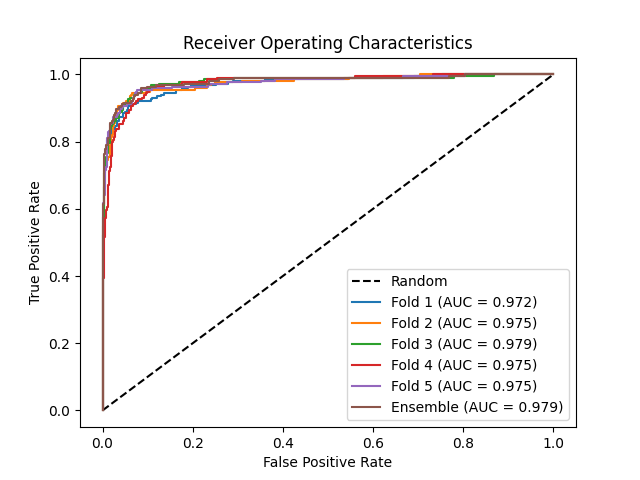 Receiver Operating Characteristics
1.0
0.8
0.6
0.4
0.2
0.0
True Positive Rate
Random
Fold 1 (AUC = 0.972)
Fold 2 (AUC = 0.975)
Fold 3 (AUC = 0.979)
Fold 4 (AUC = 0.975)
Fold 5 (AUC = 0.975)
Ensemble (AUC = 0.979)
0.0 0.2 0.4 0.6 0.8 1.0
False Positive Rate